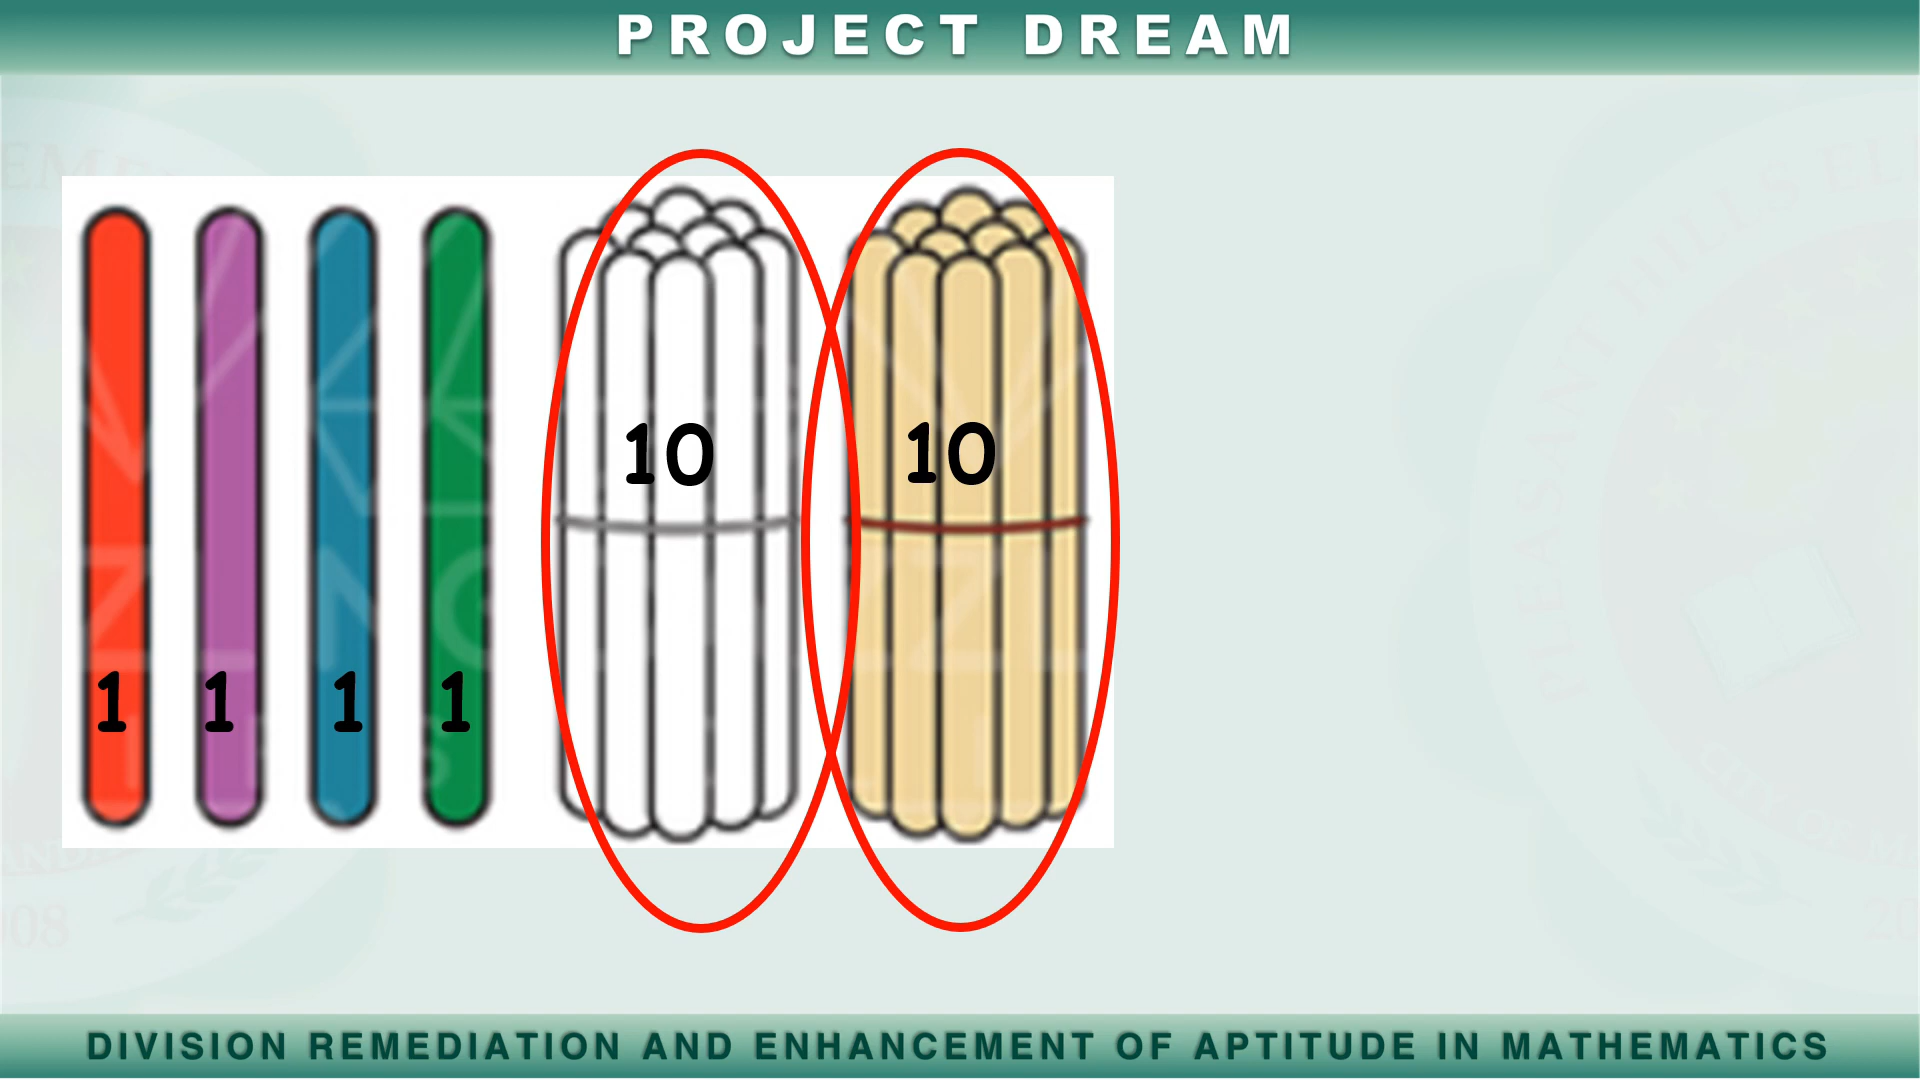 PROJECT DREAM
10 10
1 1 1 1
DIVISION REMEDIATION AND ENHANCEMENT OF APTITUDE IN MATHEMATICS